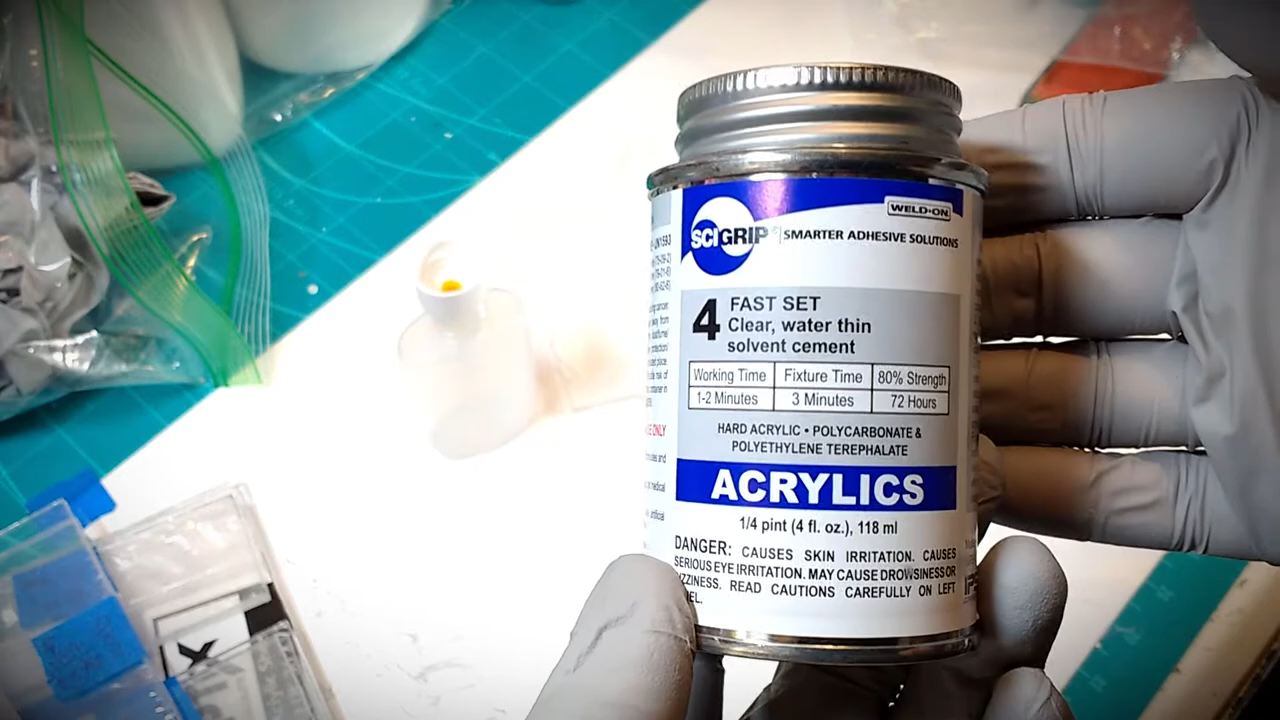 WELD-ON
SCIGRIP SMARTER ADHESIVE SOLUTIONS
4 FAST SET
Clear, water thin
solvent cement
Working Time Fixture Time 80% Strength
1-2 Minutes 3 Minutes 72 Hours
HARD ACRYLIC • POLYCARBONATE &
POLYETHYLENE TEREPHALATE
ACRYLICS
1/4 pint (4 fl. oz.), 118 ml
DANGER: CAUSES SKIN IRRITATION. CAUSES
SERIOUS EYE IRRITATION. MAY CAUSE DROWSINESS OR
READ CAUTIONS CAREFULLY ON LEFT